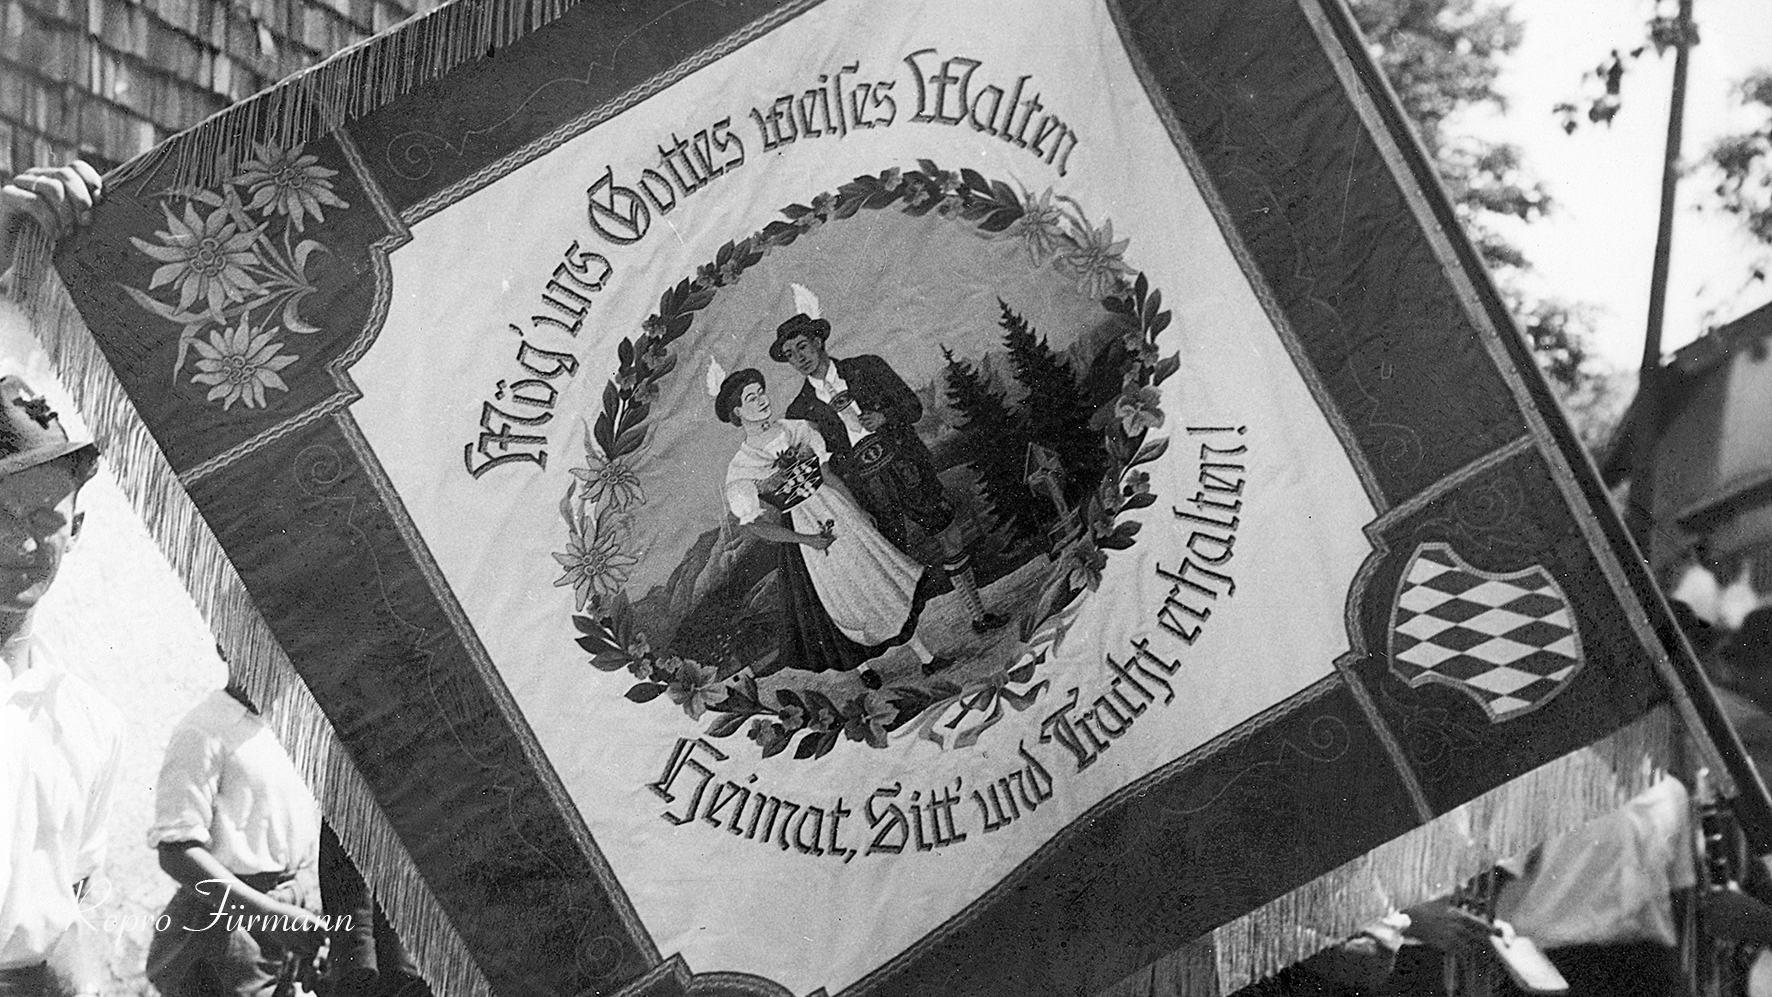 Mög' uns Gottes weises Walten
Heimat, Sitt' und Tracht erhalten!
Repro Fürmann